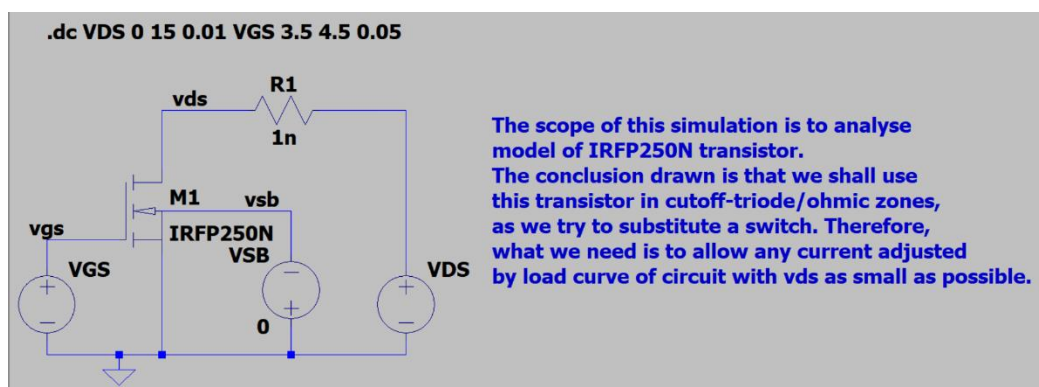 .dc VDS 0 15 0.01 VGS 3.5 4.5 0.05
R1
vds
1n
The scope of this simulation is to analyse
model of IRFP250N transistor.
The conclusion drawn is that we shall use
this transistor in cutoff-triode/ohmic zones,
as we try to substitute a switch. Therefore,
what we need is to allow any current adjusted
by load curve of circuit with vds as small as possible.
M1
vsb
vgs
IRFP250N
VSB
VGS
VDS
0